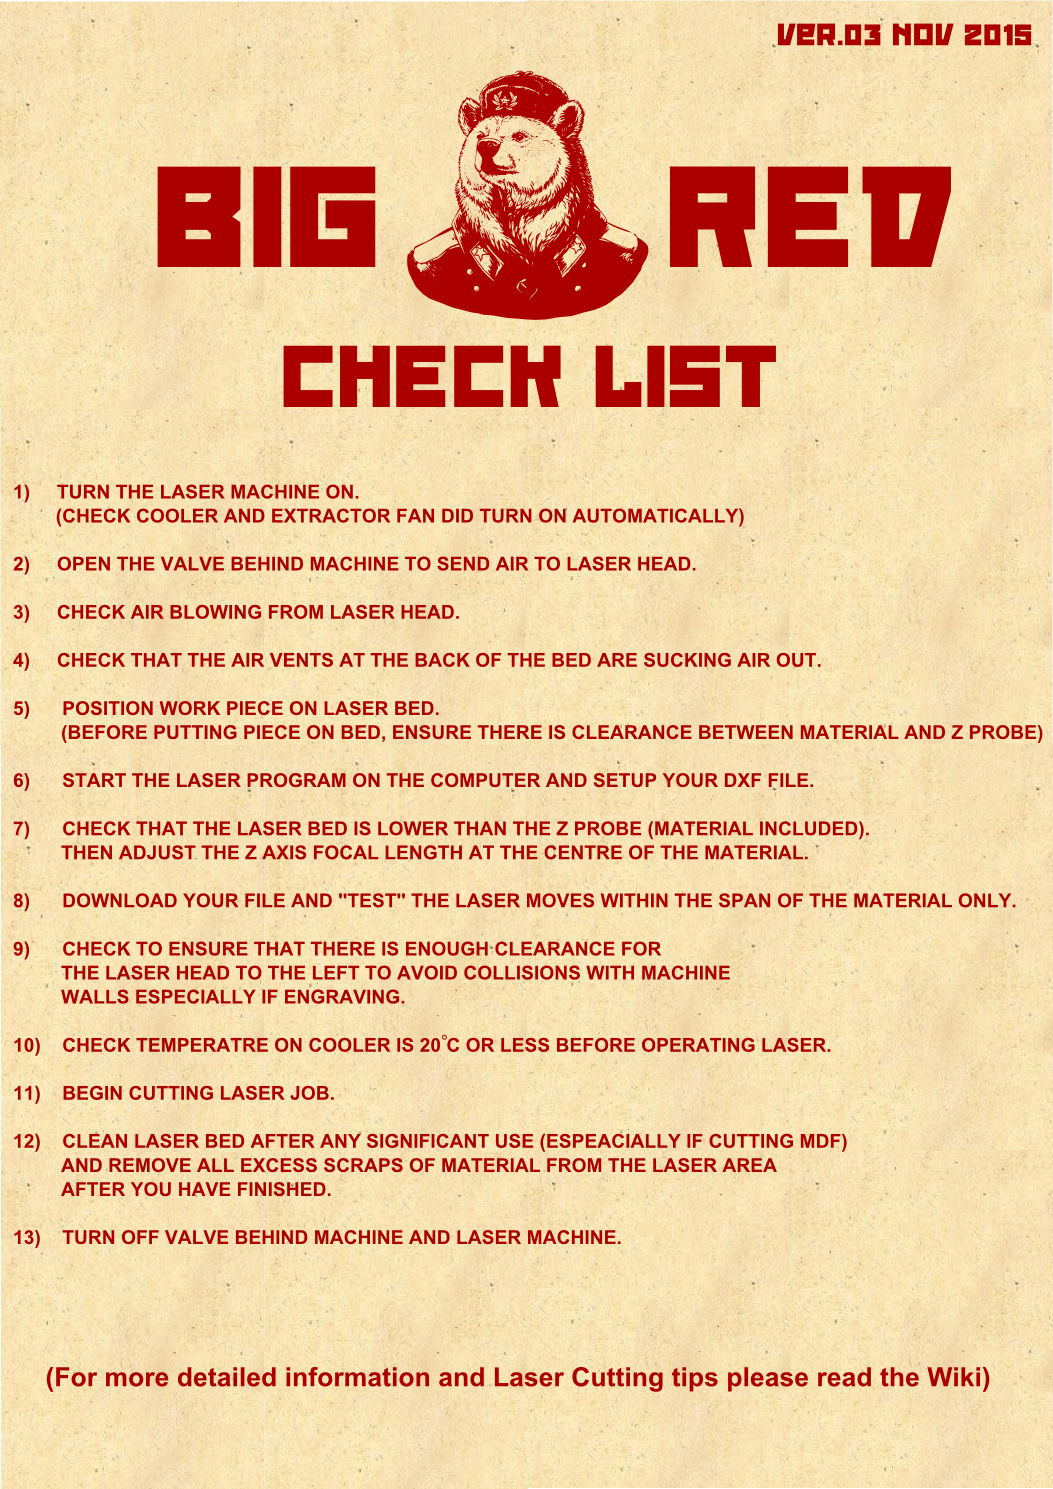 VER.03 NOV 2015
BIG RED
CHECK LIST
1) TURN THE LASER MACHINE ON.
(CHECK COOLER AND EXTRACTOR FAN DID TURN ON AUTOMATICALLY)
2) OPEN THE VALVE BEHIND MACHINE TO SEND AIR TO LASER HEAD.
3) CHECK AIR BLOWING FROM LASER HEAD.
4) CHECK THAT THE AIR VENTS AT THE BACK OF THE BED ARE SUCKING AIR OUT.
5) POSITION WORK PIECE ON LASER BED.
(BEFORE PUTTING PIECE ON BED, ENSURE THERE IS CLEARANCE BETWEEN MATERIAL AND Z PROBE)
6) START THE LASER PROGRAM ON THE COMPUTER AND SETUP YOUR DXF FILE.
7) CHECK THAT THE LASER BED IS LOWER THAN THE Z PROBE (MATERIAL INCLUDED).
THEN ADJUST THE Z AXIS FOCAL LENGTH AT THE CENTRE OF THE MATERIAL.
8) DOWNLOAD YOUR FILE AND "TEST" THE LASER MOVES WITHIN THE SPAN OF THE MATERIAL ONLY.
9) CHECK TO ENSURE THAT THERE IS ENOUGH CLEARANCE FOR
THE LASER HEAD TO THE LEFT TO AVOID COLLISIONS WITH MACHINE
WALLS ESPECIALLY IF ENGRAVING.
10) CHECK TEMPERATRE ON COOLER IS 20°C OR LESS BEFORE OPERATING LASER.
11) BEGIN CUTTING LASER JOB.
12) CLEAN LASER BED AFTER ANY SIGNIFICANT USE (ESPEACIALLY IF CUTTING MDF)
AND REMOVE ALL EXCESS SCRAPS OF MATERIAL FROM THE LASER AREA
AFTER YOU HAVE FINISHED.
13) TURN OFF VALVE BEHIND MACHINE AND LASER MACHINE.
(For more detailed information and Laser Cutting tips please read the Wiki)